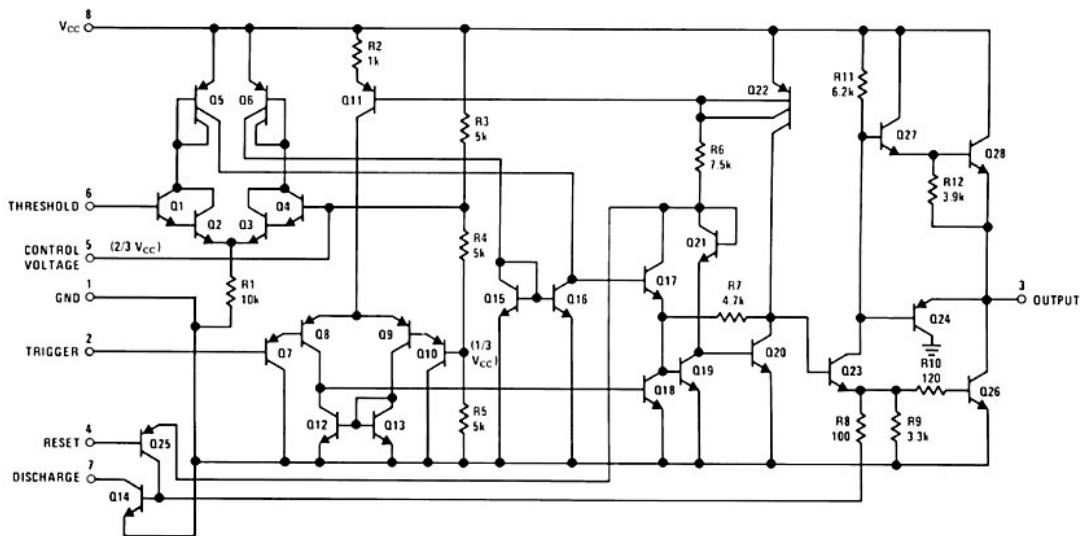 8
VCC
R2
1k
Q5
Q6
Q11
Q22
R11
6.2k
Q27
Q28
R3
5k
R6
7.5k
R12
3.9k
6
THRESHOLD
Q1
Q2
Q3
Q4
CONTROL
VOLTAGE
5
(2/3 VCC)
R4
5k
Q21
R1
10k
Q15
Q16
Q17
R7
4.7k
1
GND
3
OUTPUT
Q24
2
TRIGGER
Q7
Q8
Q9
Q10
(1/3
VCC)
Q18
Q19
Q20
Q23
R10
120
Q26
Q12
Q13
R5
5k
R8
100
R9
3.3k
4
RESET
Q25
7
DISCHARGE
Q14